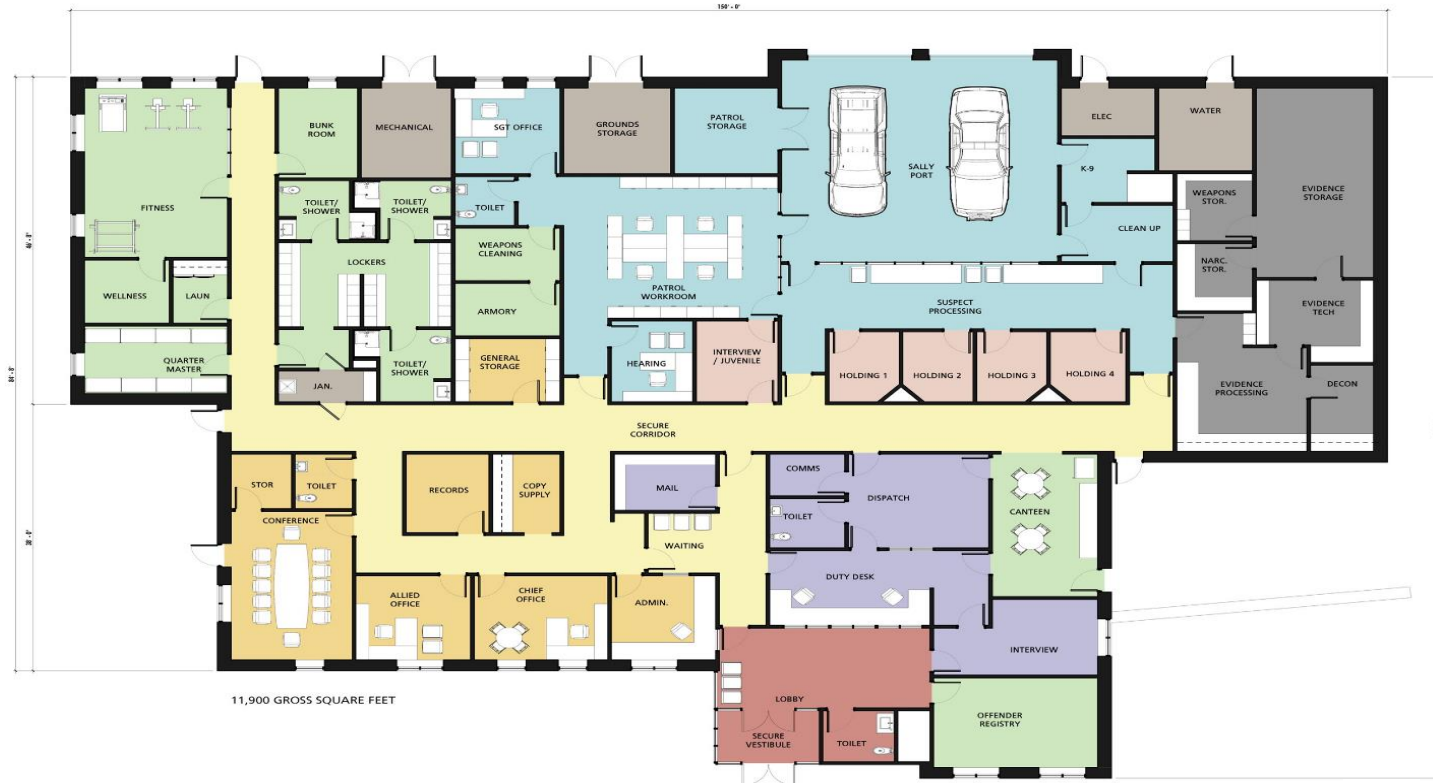 150' - 0"
BUNK
ROOM
MECHANICAL
SGT OFFICE
GROUNDS
STORAGE
PATROL
STORAGE
SALLY
PORT
ELEC
WATER
K-9
EVIDENCE
STORAGE
WEAPONS
STOR.
CLEAN UP
NARC.
STOR.
FITNESS
TOILET/
SHOWER
TOILET/
SHOWER
TOILET
WEAPONS
CLEANING
LOCKERS
WELLNESS
LAUN
ARMORY
PATROL
WORKROOM
SUSPECT
PROCESSING
EVIDENCE
TECH
QUARTER
MASTER
TOILET/
SHOWER
JAN.
GENERAL
STORAGE
HEARING
INTERVIEW
/ JUVENILE
HOLDING 1
HOLDING 2
HOLDING 3
HOLDING 4
EVIDENCE
PROCESSING
DECON
SECURE
CORRIDOR
STOR
TOILET
CONFERENCE
RECORDS
COPY
SUPPLY
MAIL
WAITING
COMMS
TOILET
DISPATCH
CANTEEN
DUTY DESK
ALLIED
OFFICE
CHIEF
OFFICE
ADMIN.
INTERVIEW
LOBBY
OFFENDER
REGISTRY
SECURE
VESTIBULE
TOILET
11,900 GROSS SQUARE FEET